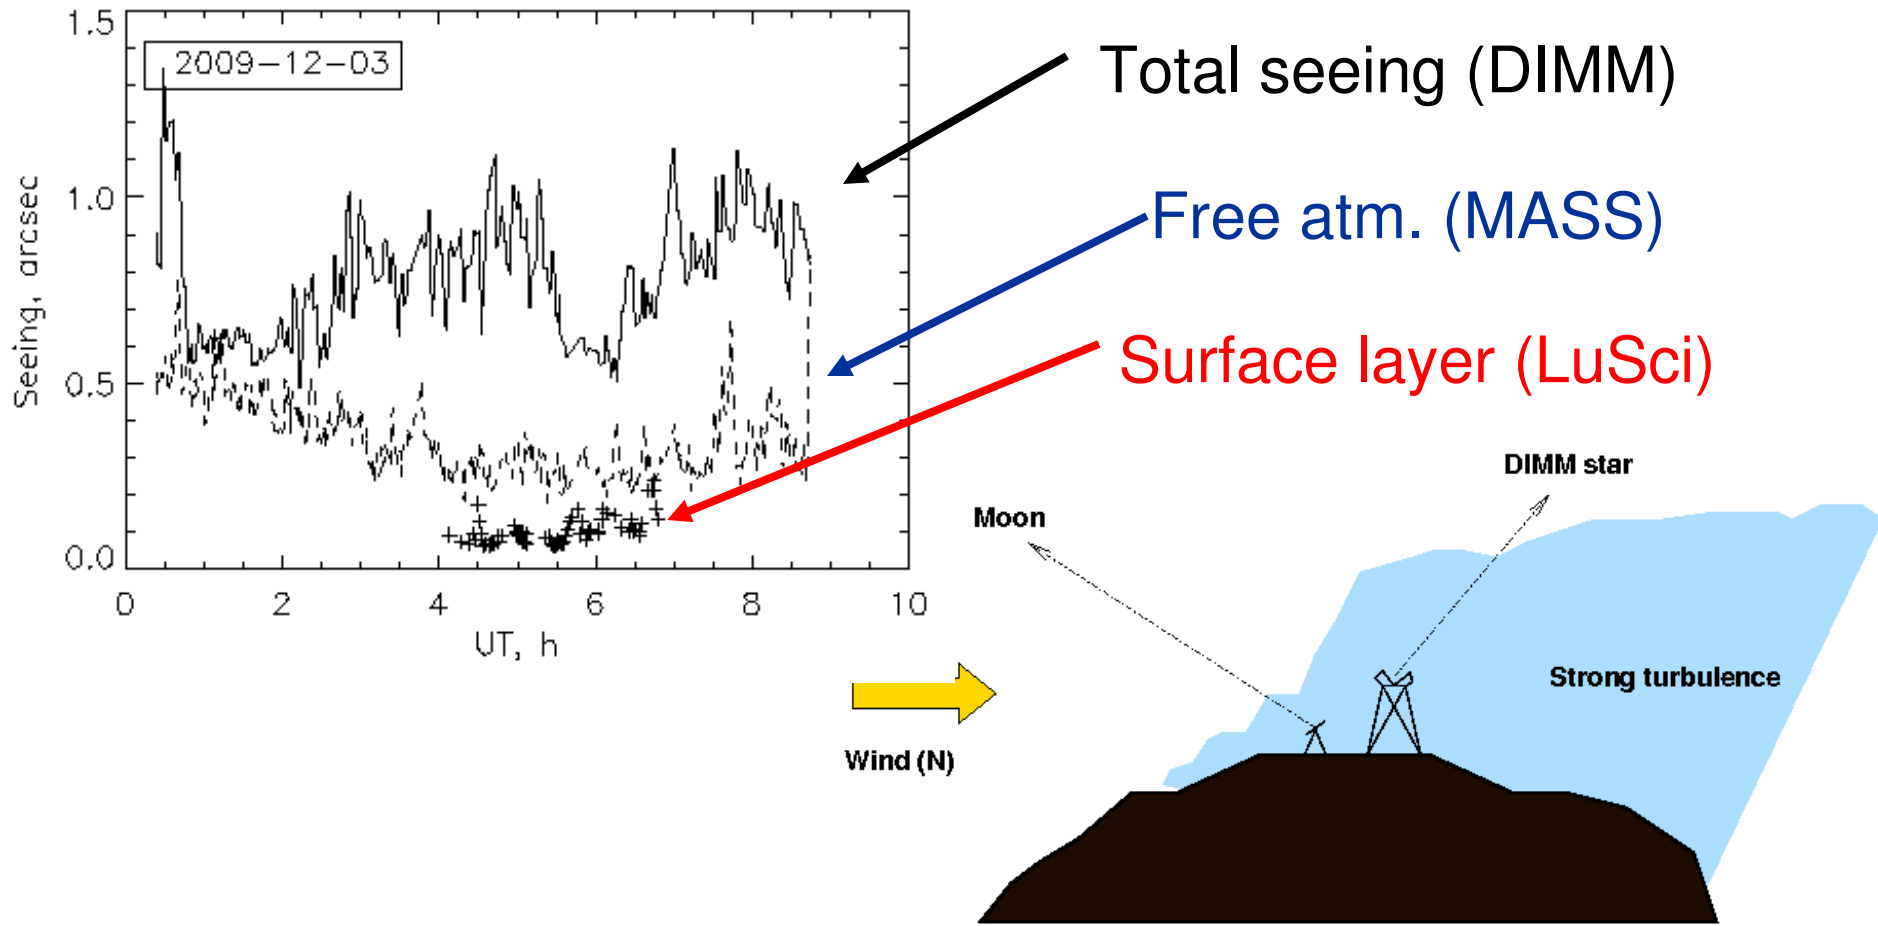 1.5
2009-12-03
1.0
0.5
0.0
Seeing, arcsec
0 2 4 6 8 10
UT, h
Total seeing (DIMM)
Free atm. (MASS)
Surface layer (LuSci)
DIMM star
Moon
Strong turbulence
Wind (N)